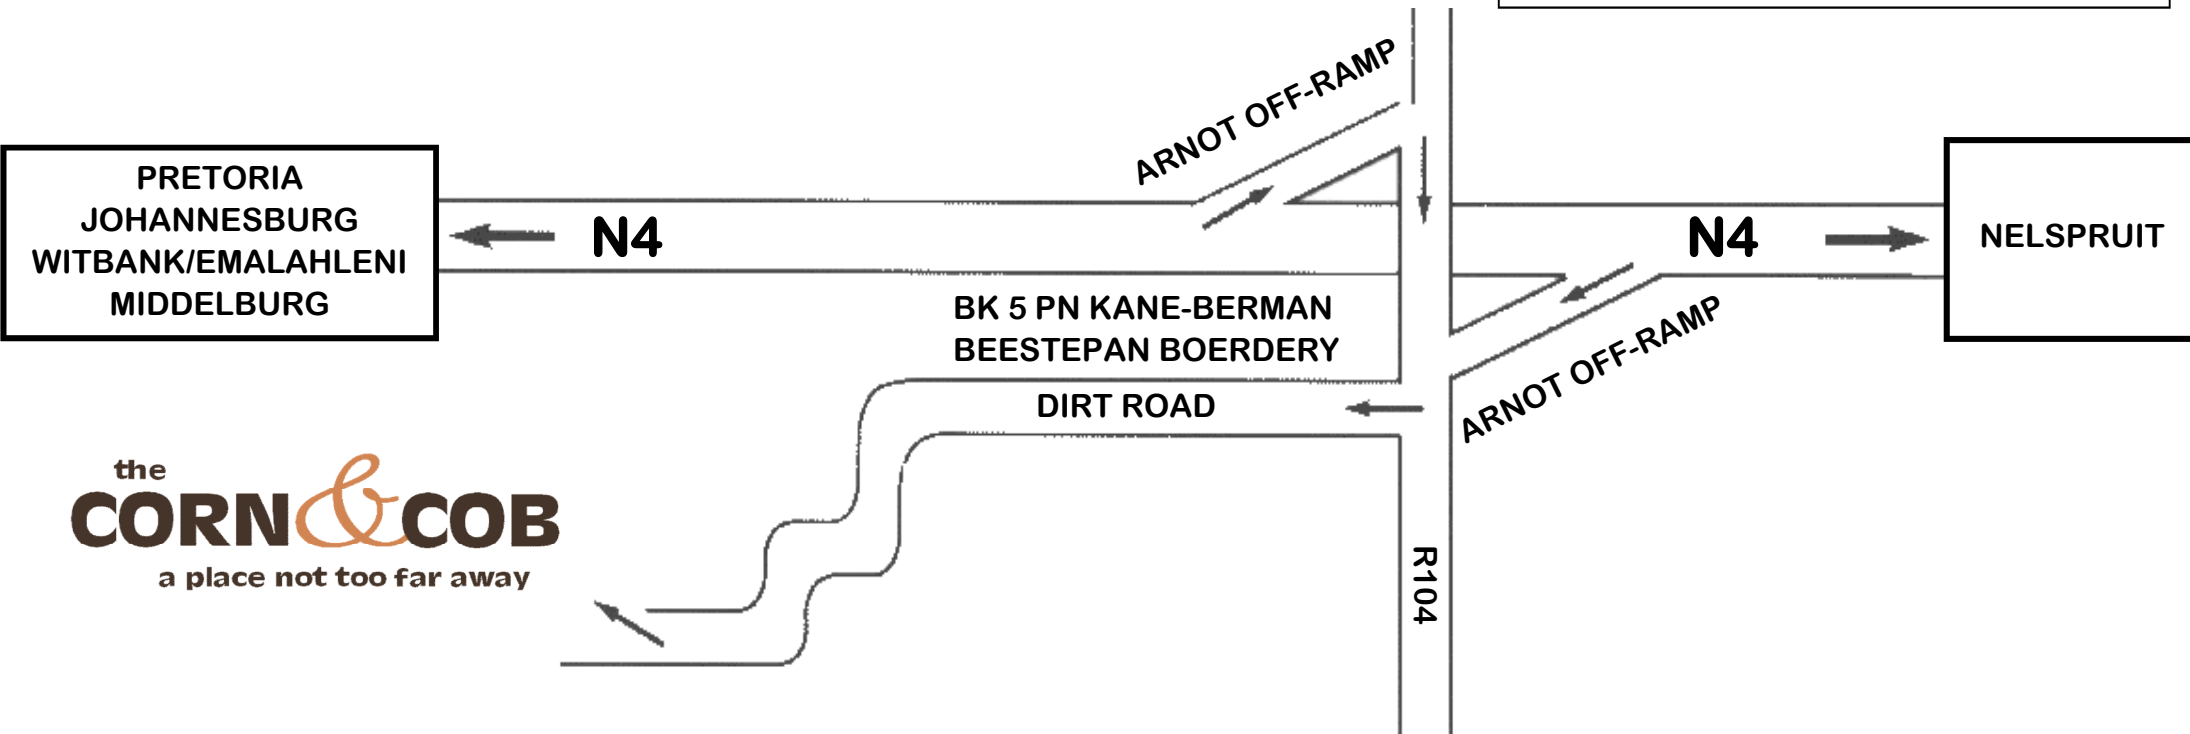 ARNOT OFF-RAMP
PRETORIA
JOHANNESBURG
WITBANK/EMALAHLENI
MIDDELBURG
N4
N4
NELSPRUIT
BK 5 PN KANE-BERMAN
BEESTEPAN BOERDERY
ARNOT OFF-RAMP
DIRT ROAD
the
CORN&COB
a place not too far away
R104